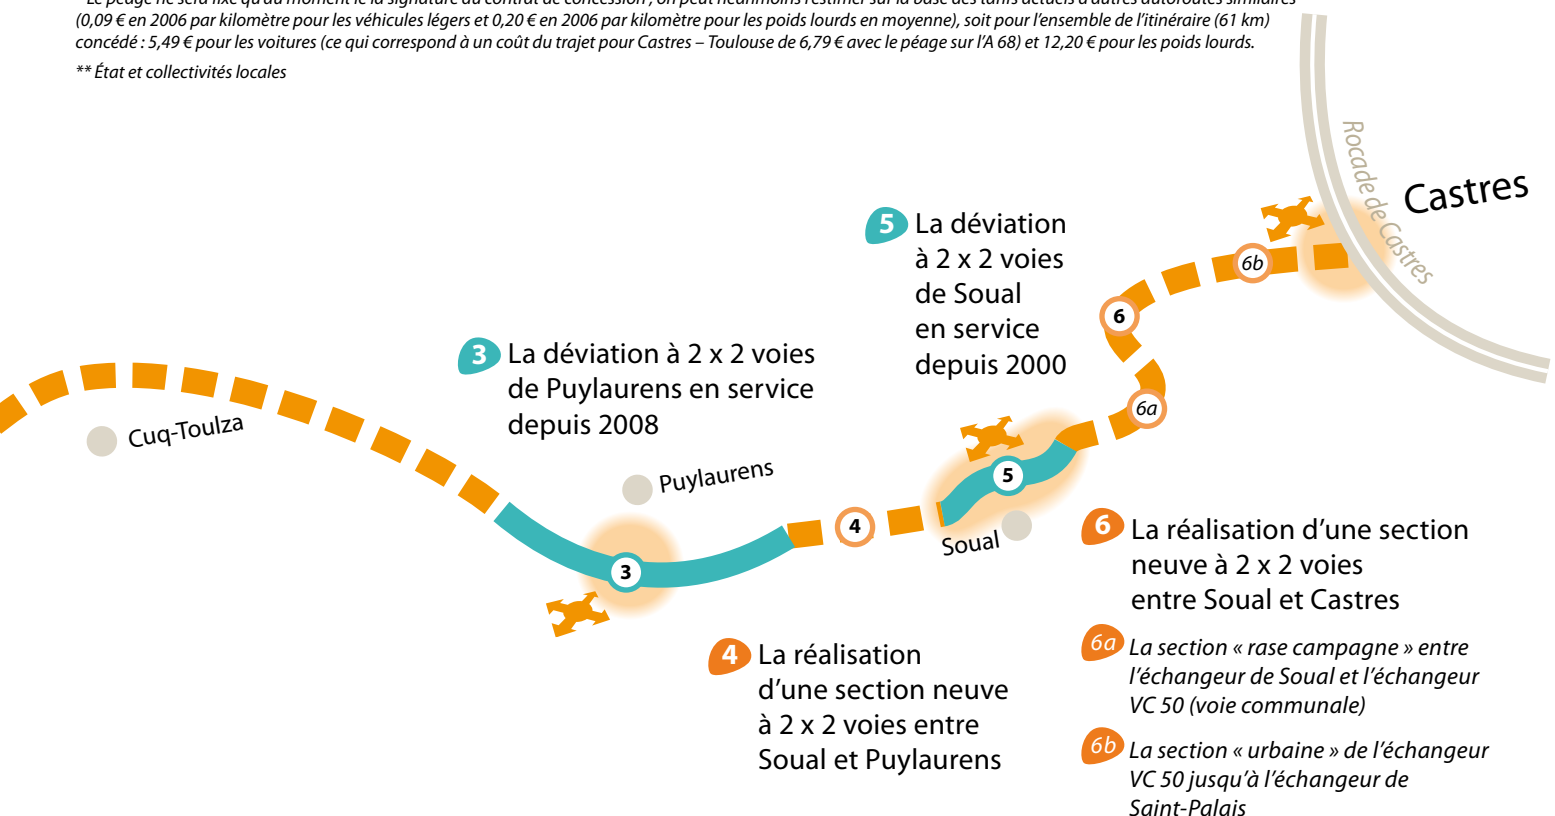 (0,09 € en 2006 par kilomètre pour les véhicules légers et 0,20 € en 2006 par kilomètre pour les poids lourds en moyenne), soit pour l'ensemble de l'itinéraire (61 km)
concédé : 5,49 € pour les voitures (ce qui correspond à un coût du trajet pour Castres – Toulouse de 6,79 € avec le péage sur l'A 68) et 12,20 € pour les poids lourds.
** État et collectivités locales
Rocade de Castres
Castres
5 La déviation
à 2 x 2 voies
de Soual
en service
depuis 2000
6b
6
6a
3 La déviation à 2 x 2 voies
de Puylaurens en service
depuis 2008
Cuq-Toulza
Puylaurens
3
4
5
Soual
6 La réalisation d'une section
neuve à 2 x 2 voies
entre Soual et Castres
6a La section « rase campagne » entre
l'échangeur de Soual et l'échangeur
VC 50 (voie communale)
6b La section « urbaine » de l'échangeur
VC 50 jusqu'à l'échangeur de
Saint-Palais
4 La réalisation
d'une section neuve
à 2 x 2 voies entre
Soual et Puylaurens